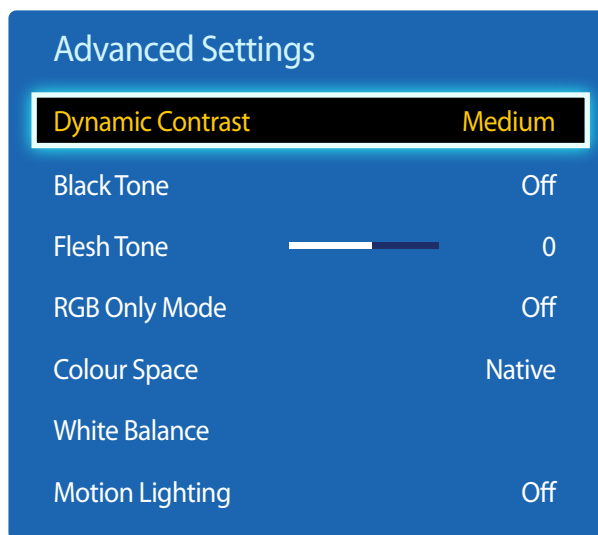 Advanced Settings
Dynamic Contrast Medium
Black Tone Off
Flesh Tone 0
RGB Only Mode Off
Colour Space Native
White Balance
Motion Lighting Off